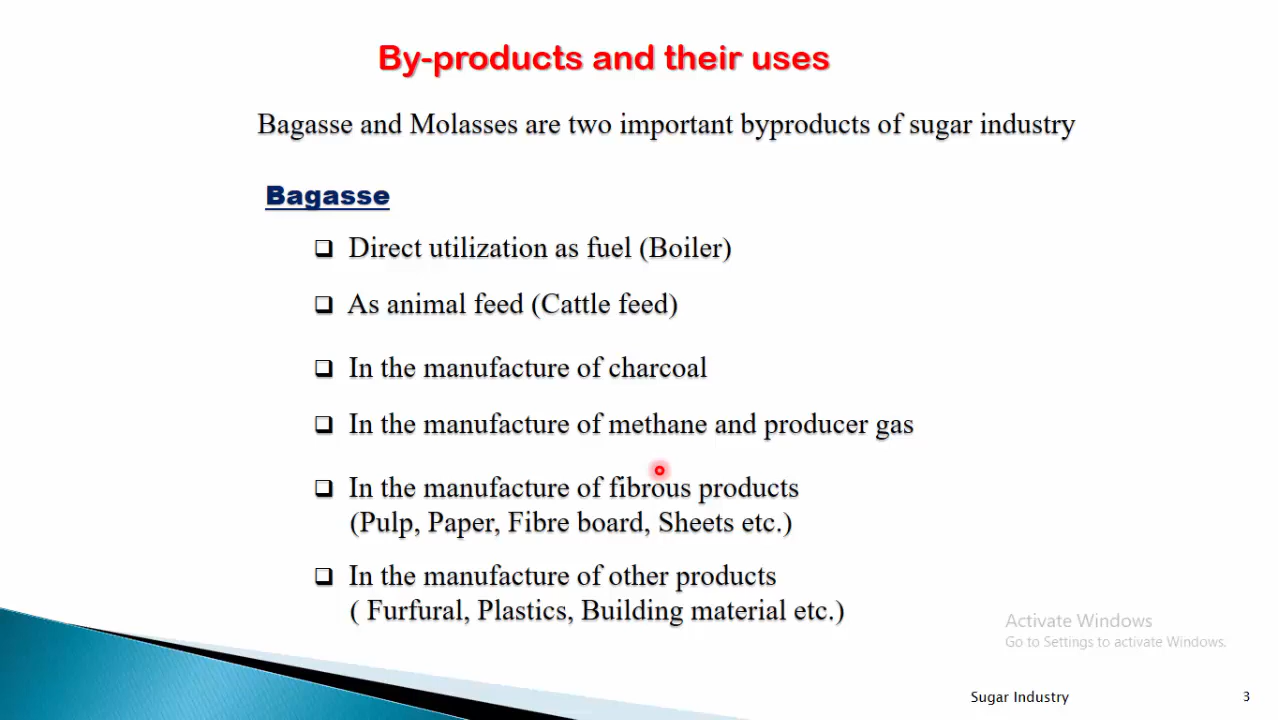 By-products and their uses
Bagasse and Molasses are two important byproducts of sugar industry
Bagasse
❑ Direct utilization as fuel (Boiler)
❑ As animal feed (Cattle feed)
❑ In the manufacture of charcoal
❑ In the manufacture of methane and producer gas
❑ In the manufacture of fibrous products
(Pulp, Paper, Fibre board, Sheets etc.)
❑ In the manufacture of other products
( Furfural, Plastics, Building material etc.)
Activate Windows
Go to Settings to activate Windows.
Sugar Industry 3